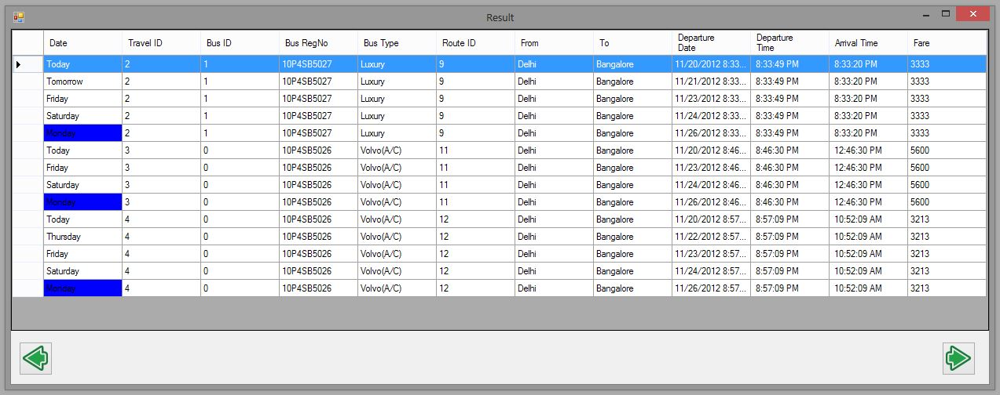 Result
Date Travel ID Bus ID Bus RegNo Bus Type Route ID From To Departure Date Departure Time Arrival Time Fare
Today 2 1 10P4SB5027 Luxury 9 Delhi Bangalore 11/20/2012 8:33... 8:33:49 PM 8:33:20 PM 3333
Tomorrow 2 1 10P4SB5027 Luxury 9 Delhi Bangalore 11/21/2012 8:33... 8:33:49 PM 8:33:20 PM 3333
Friday 2 1 10P4SB5027 Luxury 9 Delhi Bangalore 11/23/2012 8:33... 8:33:49 PM 8:33:20 PM 3333
Saturday 2 1 10P4SB5027 Luxury 9 Delhi Bangalore 11/24/2012 8:33... 8:33:49 PM 8:33:20 PM 3333
Monday 2 1 10P4SB5027 Luxury 9 Delhi Bangalore 11/26/2012 8:33... 8:33:49 PM 8:33:20 PM 3333
Today 3 0 10P4SB5026 Volvo(A/C) 11 Delhi Bangalore 11/20/2012 8:46... 8:46:30 PM 12:46:30 PM 5600
Friday 3 0 10P4SB5026 Volvo(A/C) 11 Delhi Bangalore 11/23/2012 8:46... 8:46:30 PM 12:46:30 PM 5600
Saturday 3 0 10P4SB5026 Volvo(A/C) 11 Delhi Bangalore 11/24/2012 8:46... 8:46:30 PM 12:46:30 PM 5600
Monday 3 0 10P4SB5026 Volvo(A/C) 11 Delhi Bangalore 11/26/2012 8:46... 8:46:30 PM 12:46:30 PM 5600
Today 4 0 10P4SB5026 Volvo(A/C) 12 Delhi Bangalore 11/20/2012 8:57... 8:57:09 PM 10:52:09 AM 3213
Thursday 4 0 10P4SB5026 Volvo(A/C) 12 Delhi Bangalore 11/22/2012 8:57... 8:57:09 PM 10:52:09 AM 3213
Friday 4 0 10P4SB5026 Volvo(A/C) 12 Delhi Bangalore 11/23/2012 8:57... 8:57:09 PM 10:52:09 AM 3213
Saturday 4 0 10P4SB5026 Volvo(A/C) 12 Delhi Bangalore 11/24/2012 8:57... 8:57:09 PM 10:52:09 AM 3213
Monday 4 0 10P4SB5026 Volvo(A/C) 12 Delhi Bangalore 11/26/2012 8:57... 8:57:09 PM 10:52:09 AM 3213